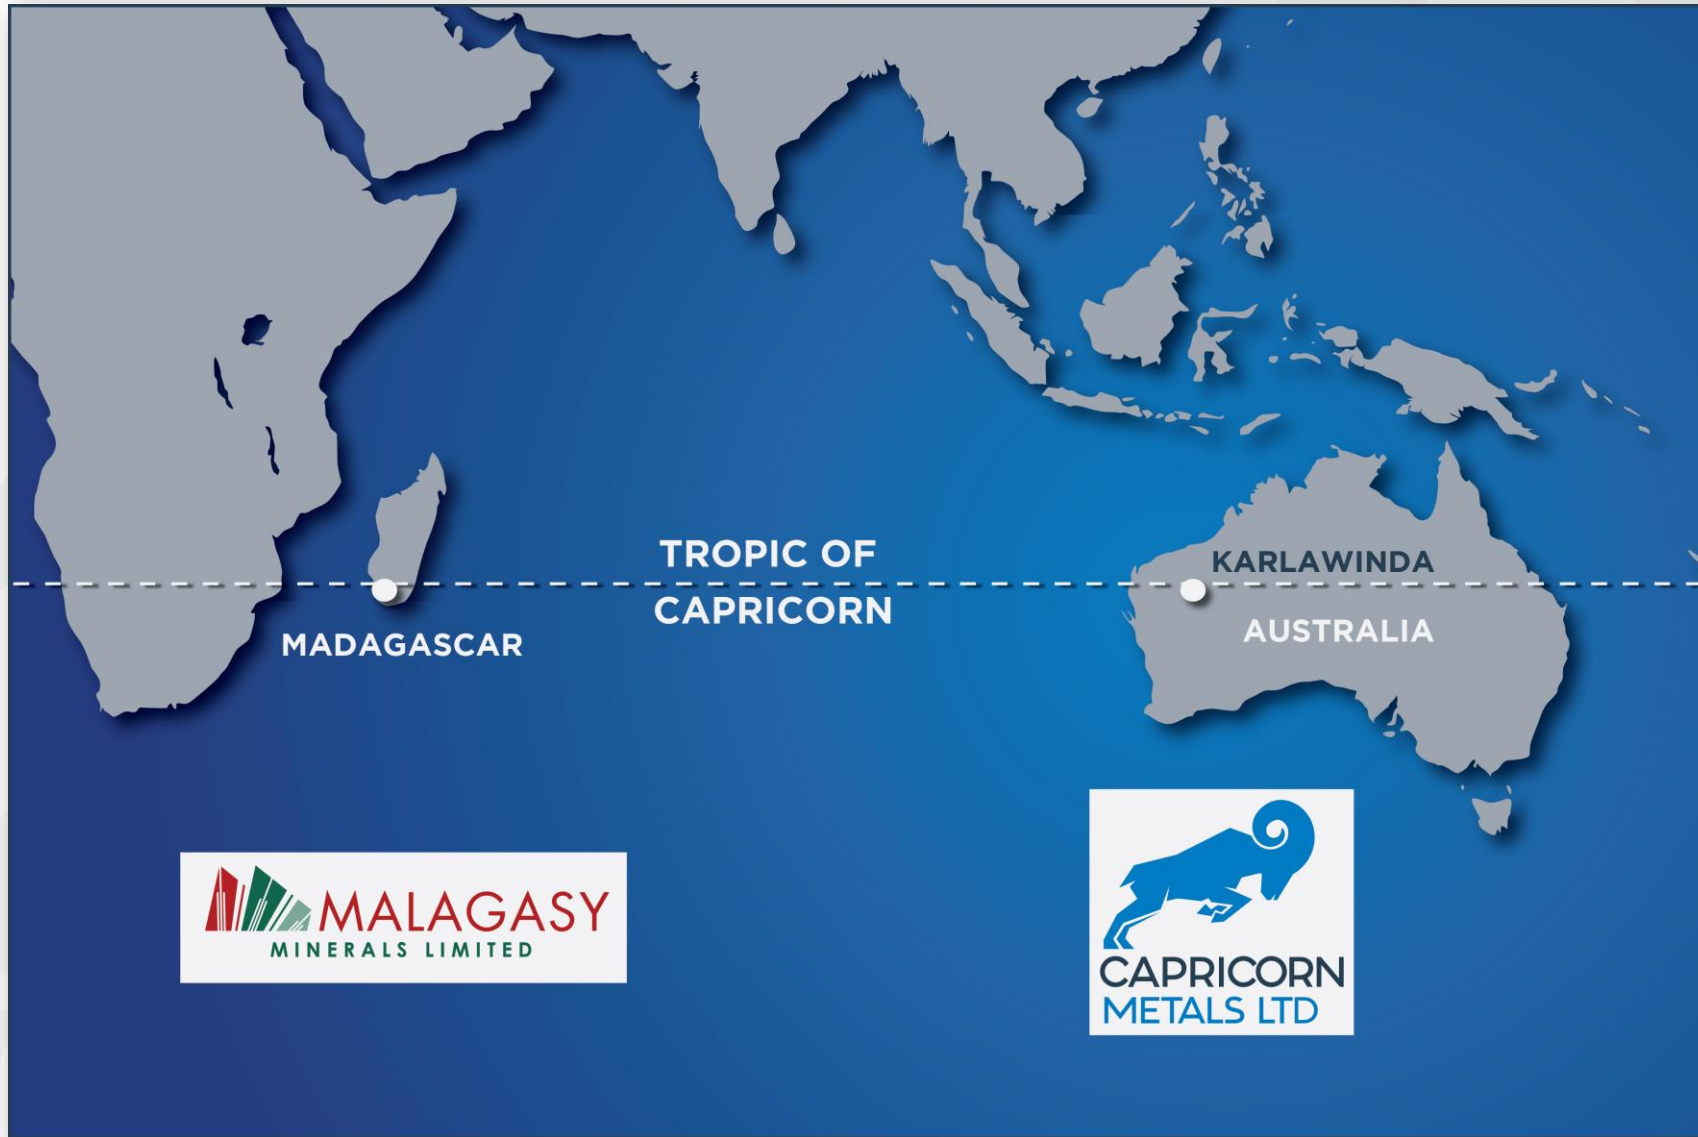 TROPIC OF
CAPRICORN
KARLAWINDA
AUSTRALIA
MADAGASCAR
MALAGASY
MINERALS LIMITED
CAPRICORN
METALS LTD